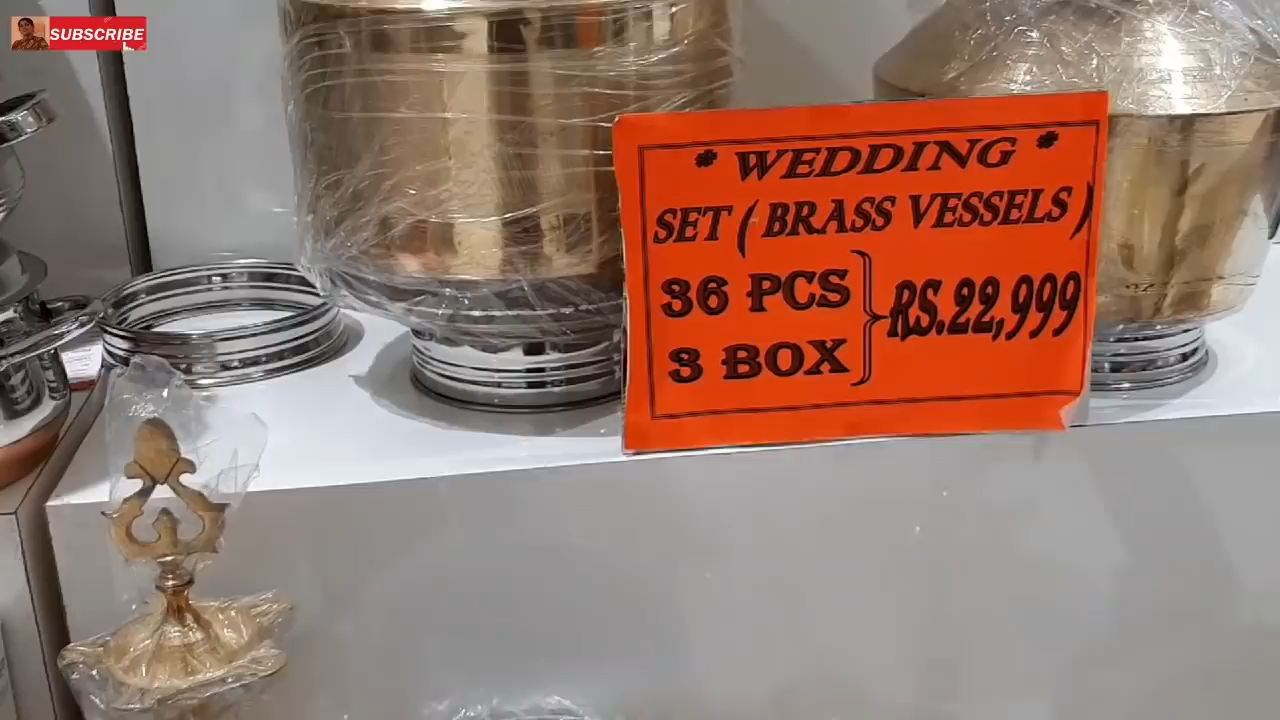 SUBSCRIBE
* WEDDING *
SET ( BRASS VESSELS )
36 PCS
3 BOX
RS.22,999